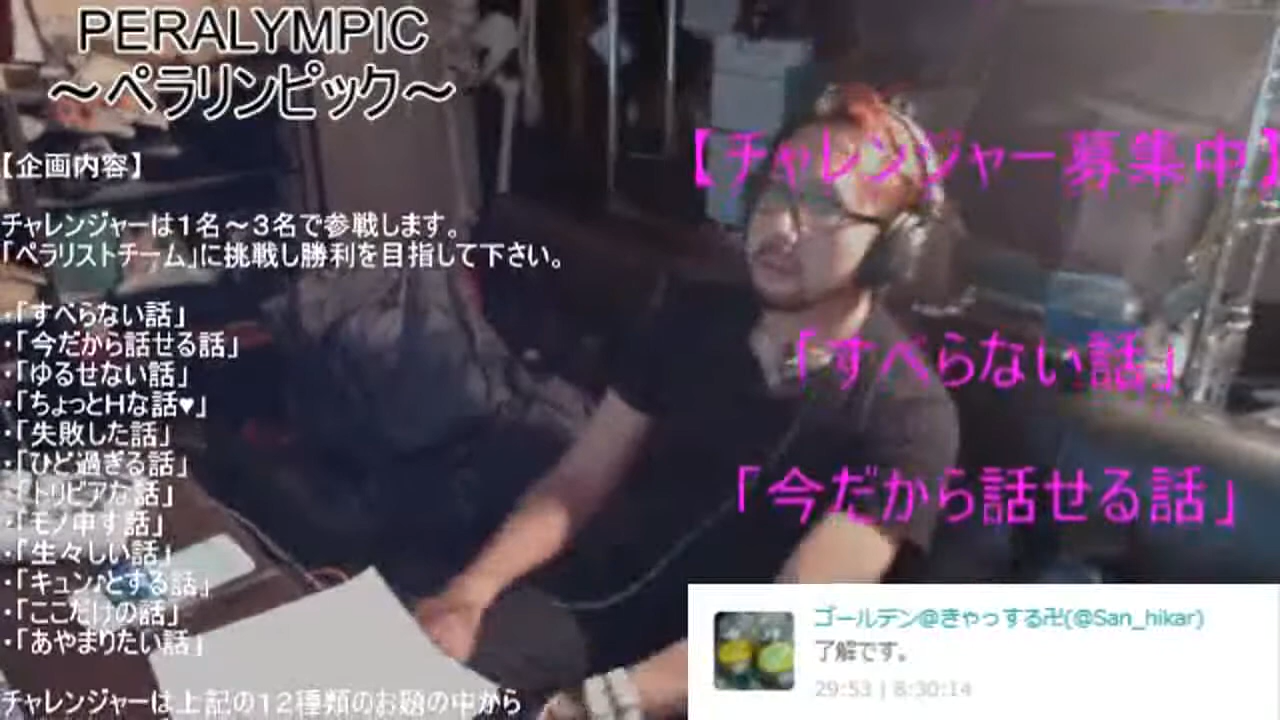 PERALYMPIC
～ペラリンピック～
【企画内容】
チャレンジャーは１名～３名で参戦します。
「ペラリストチーム」に挑戦し勝利を目指して下さい。
・「すべらない話」
・「今だから話せる話」
・「ゆるせない話」
・「ちょっとHな話♥」
・「失敗した話」
・「ひど過ぎる話」
・「トリビアな話」
・「モノ申す話」
・「生々しい話」
・「キュン♪とする話」
・「ここだけの話」
・「あやまりたい話」
チャレンジャーは上記の１２種類のお題の中から
【チャレンジャー募集中】
「すべらない話」
「今だから話せる話」
ゴールデン@きゃっする卍(@San_hikar)
了解です。
29:53 | 8:30:14